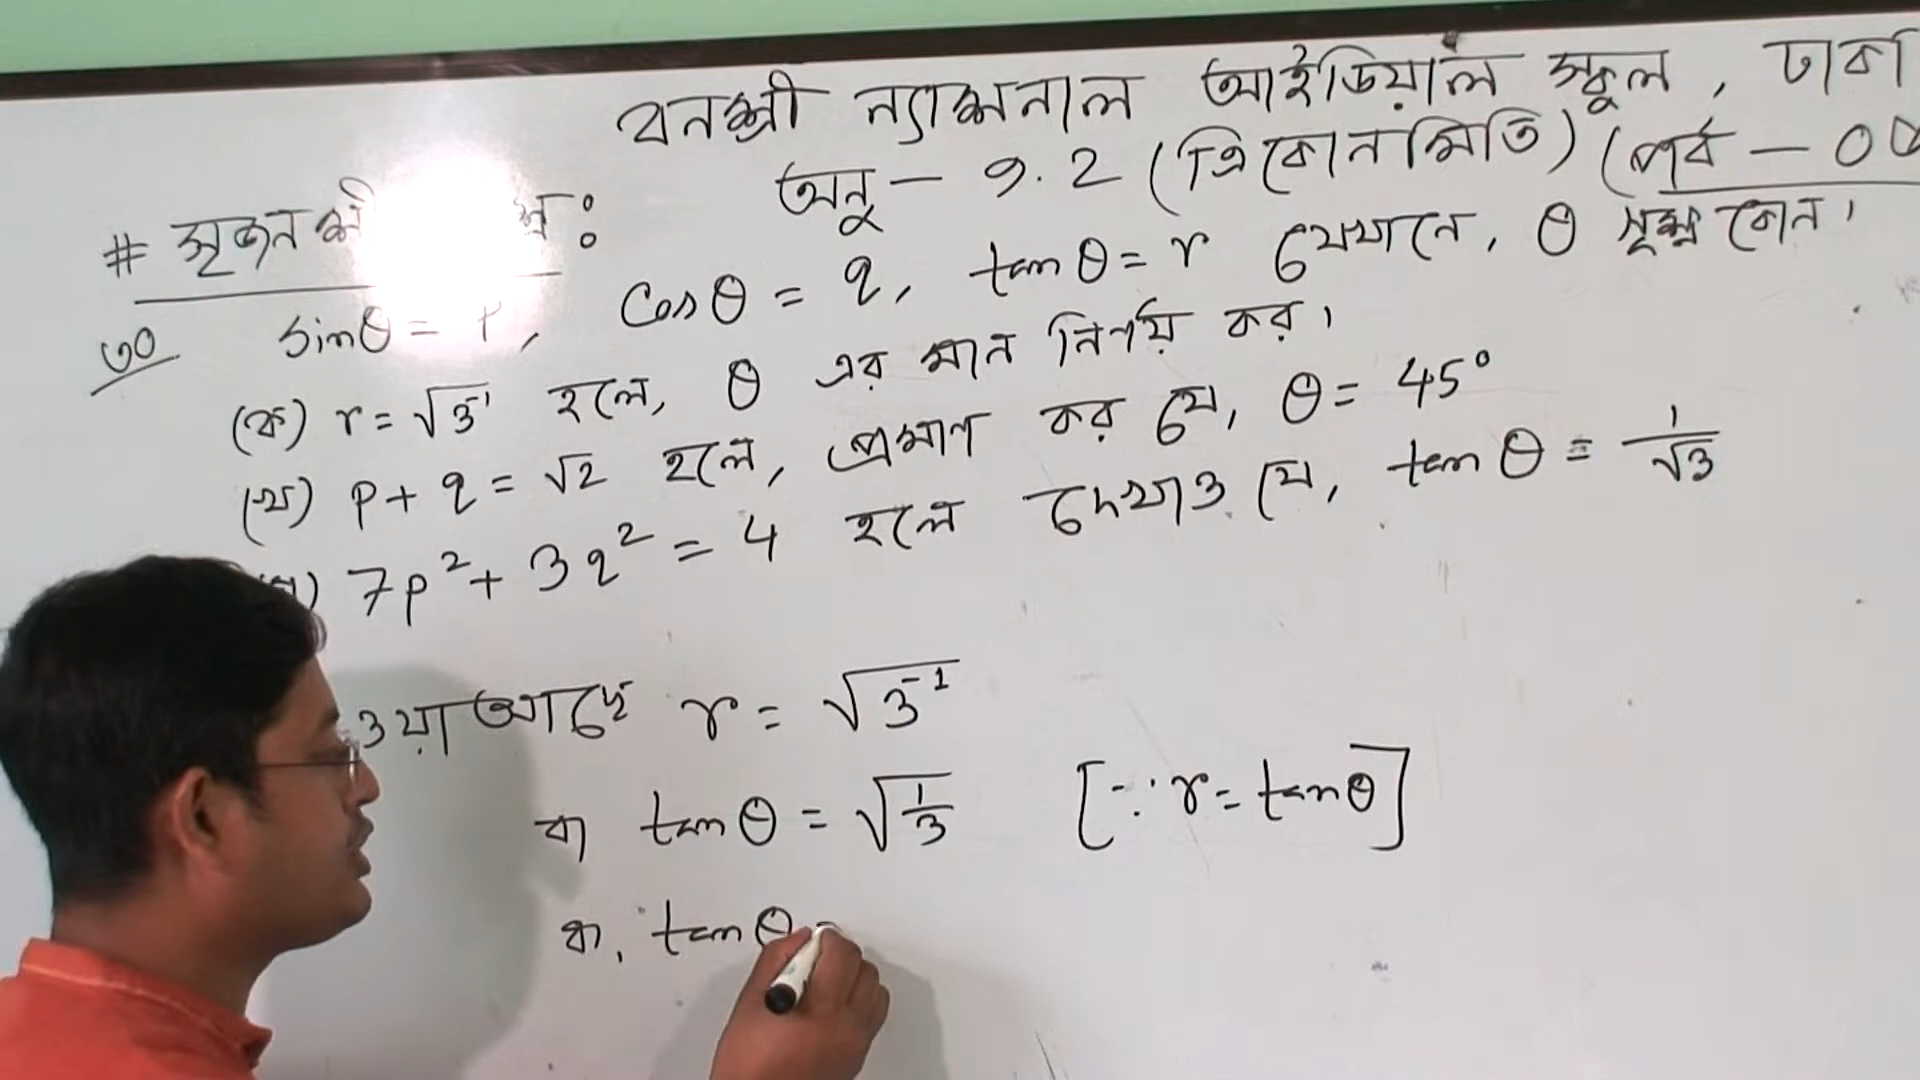 বনশ্রী ন্যাশনাল আইডিয়াল স্কুল, ঢাকা
অনু — ৯.2 (ত্রিকোনমিতি) (পর্ব — 0
# সৃজনশী :
৩০ sinθ = , cosθ = q, tanθ = r যেখানে, θ সূক্ষ্ম কোন।
(ক) r = √3⁻¹ হলে, θ এর মান নির্ণয় কর।
(খ) p + q = √2 হলে, প্রমাণ কর যে, θ = 45°
7p² + 3q² = 4 হলে দেখাও যে, tanθ = 1/√3
ওয়া আছে r = √3⁻¹
বা tanθ = √1/3 [∵ r = tanθ]
বা, tanθ